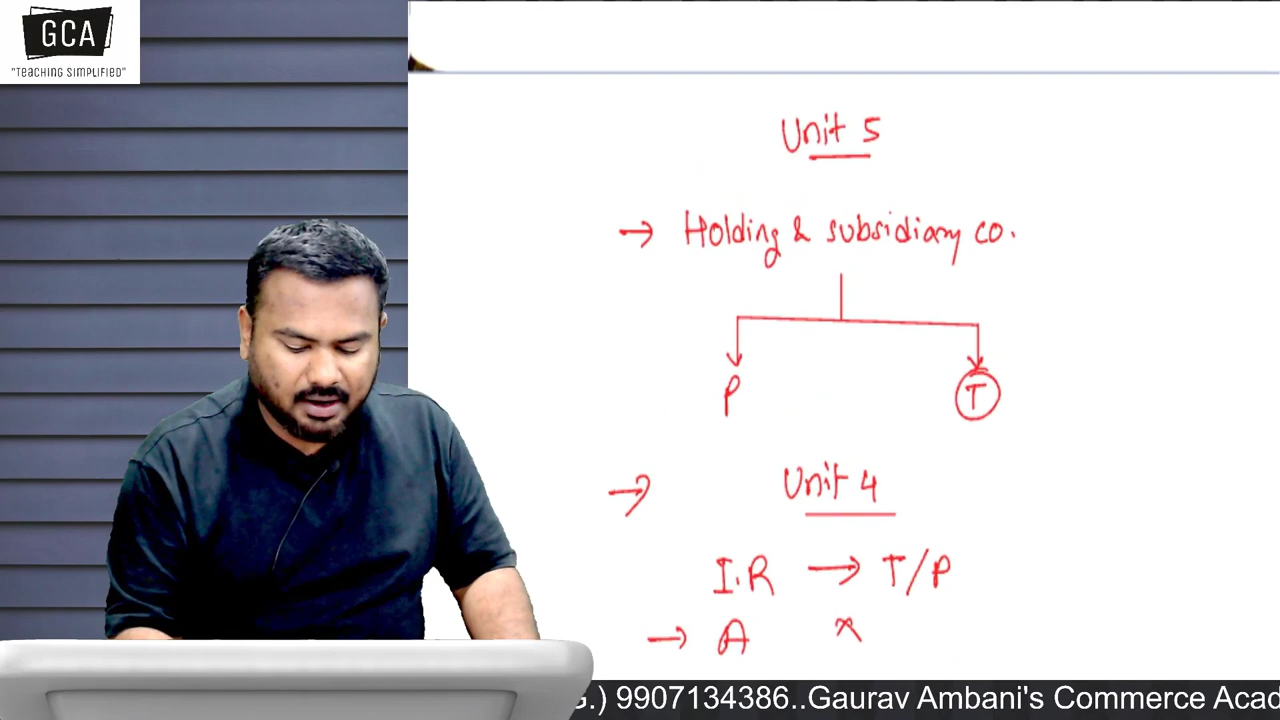 GCA
"Teaching Simplified"
Unit 5
→ Holding & subsidiary co.
P
T
→ Unit 4
I.R → T/P
→ A x
G.) 9907134386..Gaurav Ambani's Commerce Acad